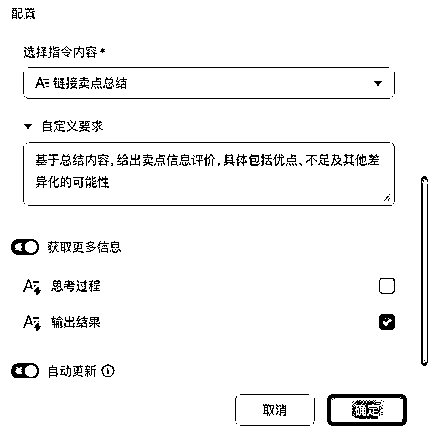 配置
选择指令内容*
链接卖点总结
自定义要求
基于总结内容，给出卖点信息评价，具体包括优点、不足及其他差
异化的可能性
获取更多信息
思考过程
输出结果
自动更新
取消
确定